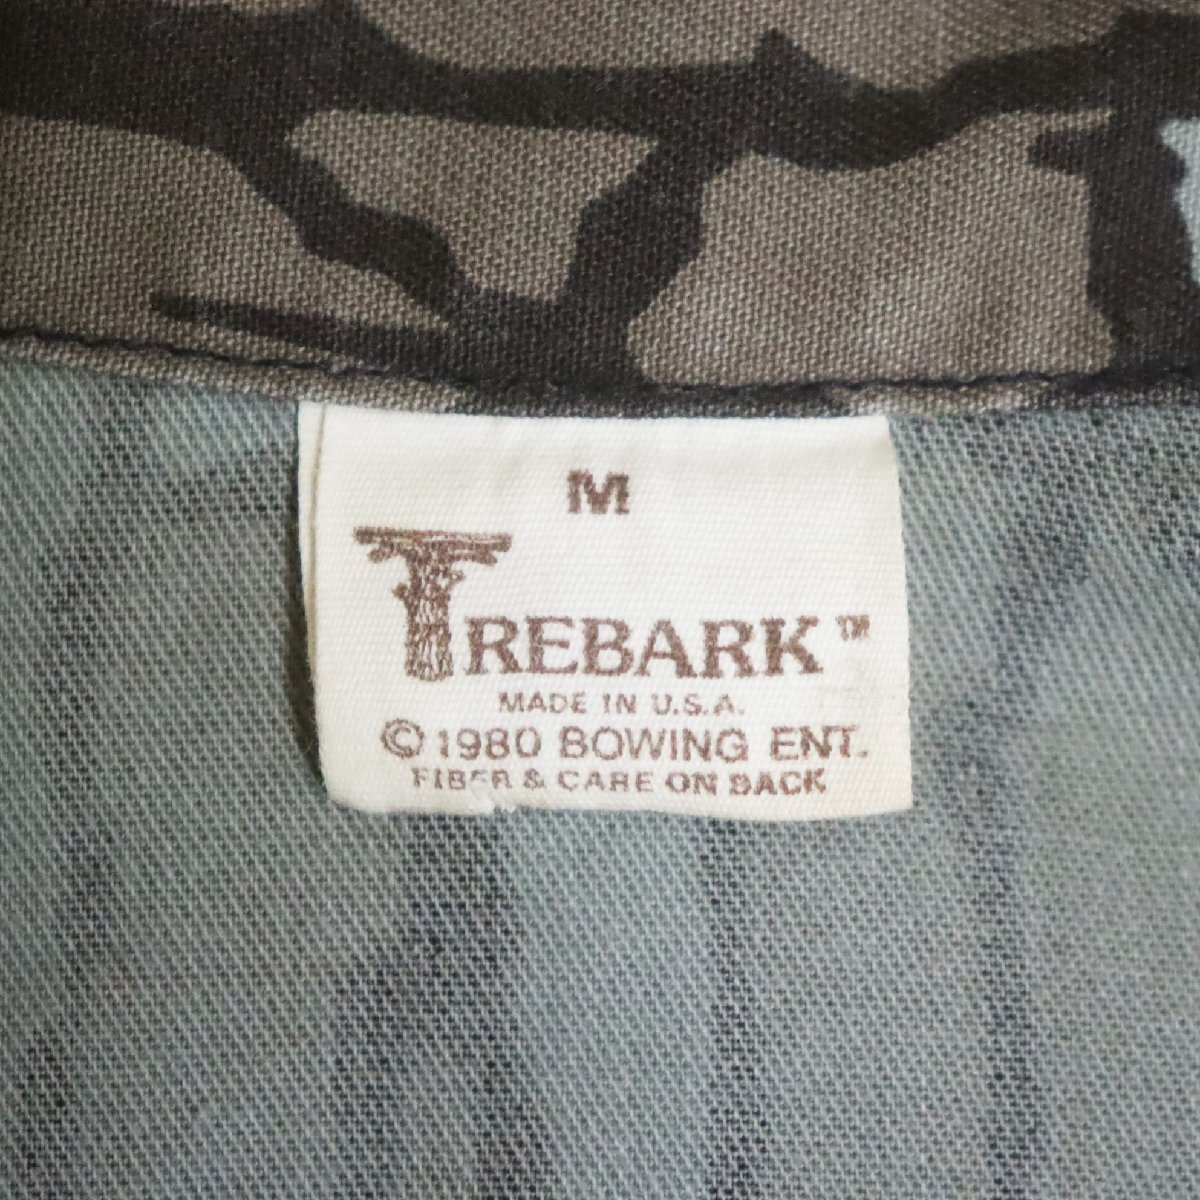 M
TREBARK™
MADE IN U.S.A.
© 1980 BOWING ENT.
FIBER & CARE ON BACK